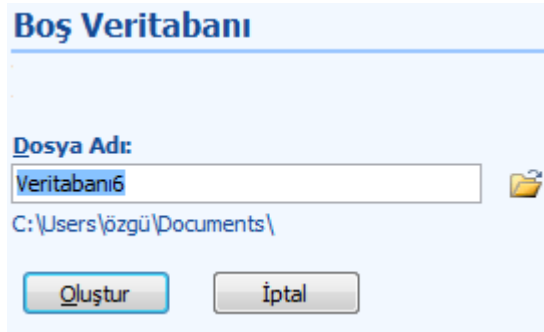 Boş Veritabanı
Dosya Adı:
Veritabanı6
C:\Users\özgü\Documents\
Oluştur İptal